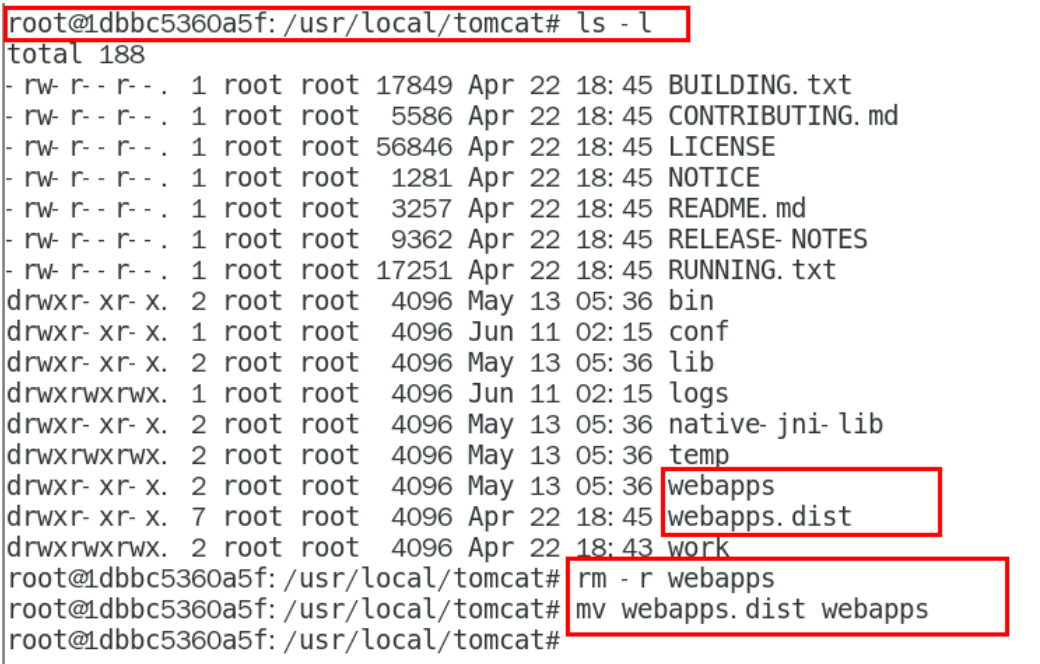 root@1dbbc5360a5f:/usr/local/tomcat# ls -l
total 188
-rw-r--r--. 1 root root 17849 Apr 22 18:45 BUILDING.txt
-rw-r--r--. 1 root root  5586 Apr 22 18:45 CONTRIBUTING.md
-rw-r--r--. 1 root root 56846 Apr 22 18:45 LICENSE
-rw-r--r--. 1 root root  1281 Apr 22 18:45 NOTICE
-rw-r--r--. 1 root root  3257 Apr 22 18:45 README.md
-rw-r--r--. 1 root root  9362 Apr 22 18:45 RELEASE-NOTES
-rw-r--r--. 1 root root 17251 Apr 22 18:45 RUNNING.txt
drwxr-xr-x. 2 root root  4096 May 13 05:36 bin
drwxr-xr-x. 1 root root  4096 Jun 11 02:15 conf
drwxr-xr-x. 2 root root  4096 May 13 05:36 lib
drwxrwxrwx. 1 root root  4096 Jun 11 02:15 logs
drwxr-xr-x. 2 root root  4096 May 13 05:36 native-jni-lib
drwxrwxrwx. 2 root root  4096 May 13 05:36 temp
drwxr-xr-x. 2 root root  4096 May 13 05:36 webapps
drwxr-xr-x. 7 root root  4096 Apr 22 18:45 webapps.dist
drwxrwxrwx. 2 root root  4096 Apr 22 18:43 work
root@1dbbc5360a5f:/usr/local/tomcat# rm -r webapps
root@1dbbc5360a5f:/usr/local/tomcat# mv webapps.dist webapps
root@1dbbc5360a5f:/usr/local/tomcat#